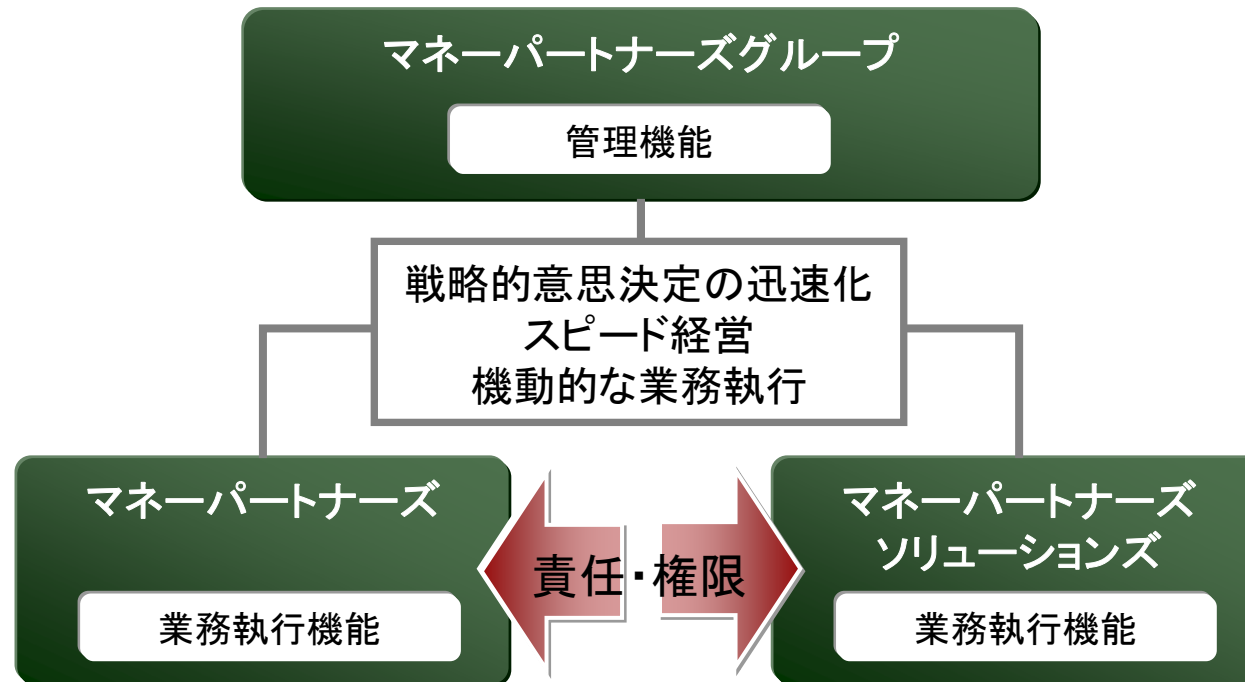 マネーパートナーズグループ
管理機能
戦略的意思決定の迅速化
スピード経営
機動的な業務執行
マネーパートナーズ
業務執行機能
責任・権限
マネーパートナーズ
ソリューションズ
業務執行機能